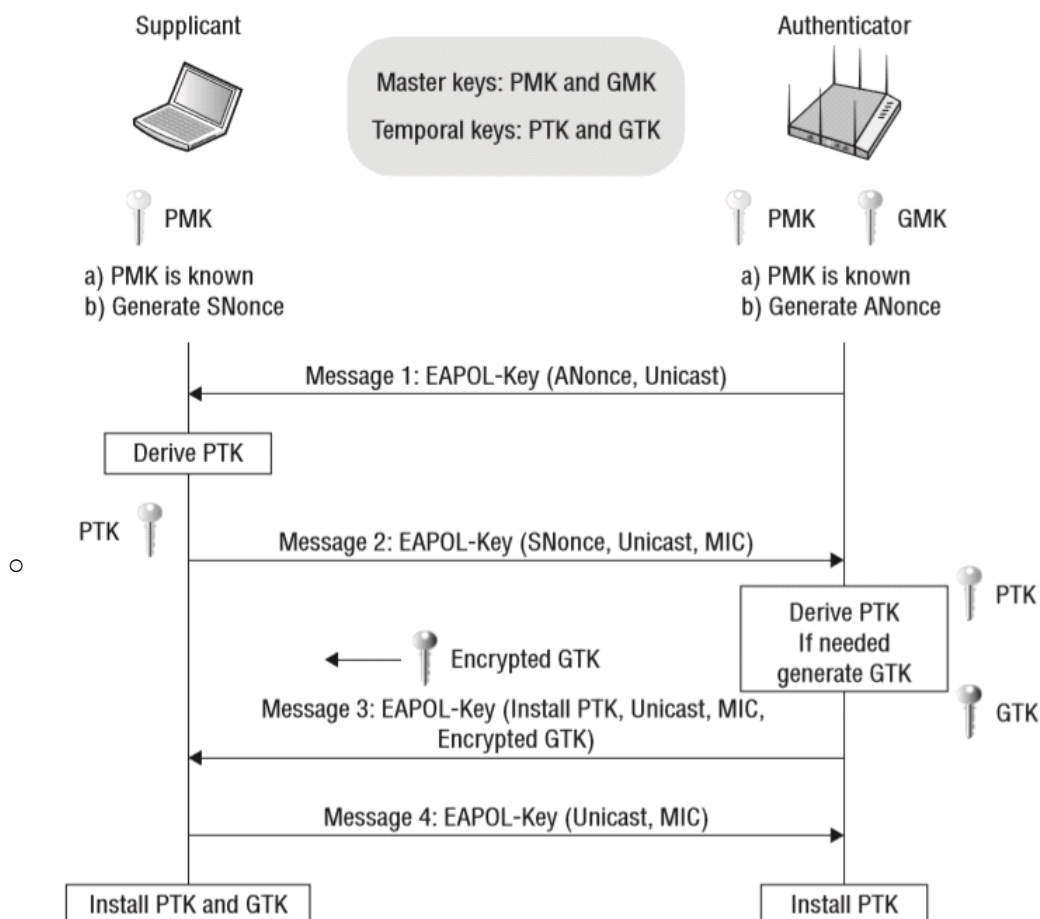 Supplicant
Authenticator
Master keys: PMK and GMK
Temporal keys: PTK and GTK
PMK
PMK
GMK
a) PMK is known
b) Generate SNonce
a) PMK is known
b) Generate ANonce
Message 1: EAPOL-Key (ANonce, Unicast)
Derive PTK
PTK
Message 2: EAPOL-Key (SNonce, Unicast, MIC)
Derive PTK
If needed
generate GTK
PTK
Encrypted GTK
GTK
Message 3: EAPOL-Key (Install PTK, Unicast, MIC,
Encrypted GTK)
Message 4: EAPOL-Key (Unicast, MIC)
Install PTK and GTK
Install PTK